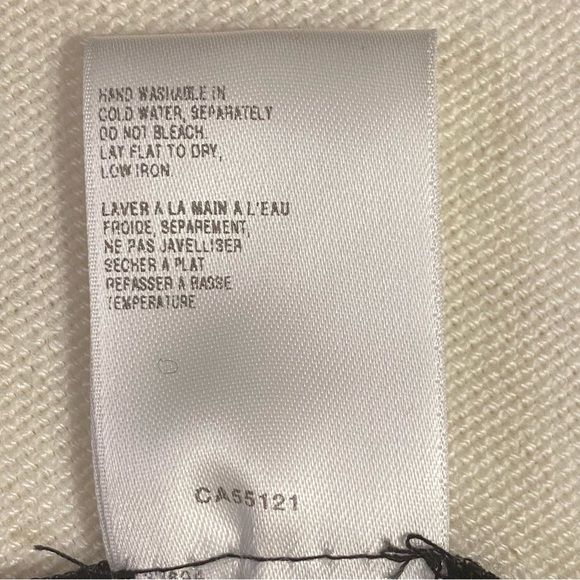 HAND WASHABLE IN
COLD WATER, SEPARATELY
DO NOT BLEACH
LAY FLAT TO DRY,
LOW IRON
LAVER A LA MAIN A L'EAU
FROIDE, SEPAREMENT,
NE PAS JAVELLISER
SECHER A PLAT
REPASSER A BASSE
TEMPERATURE
CA55121